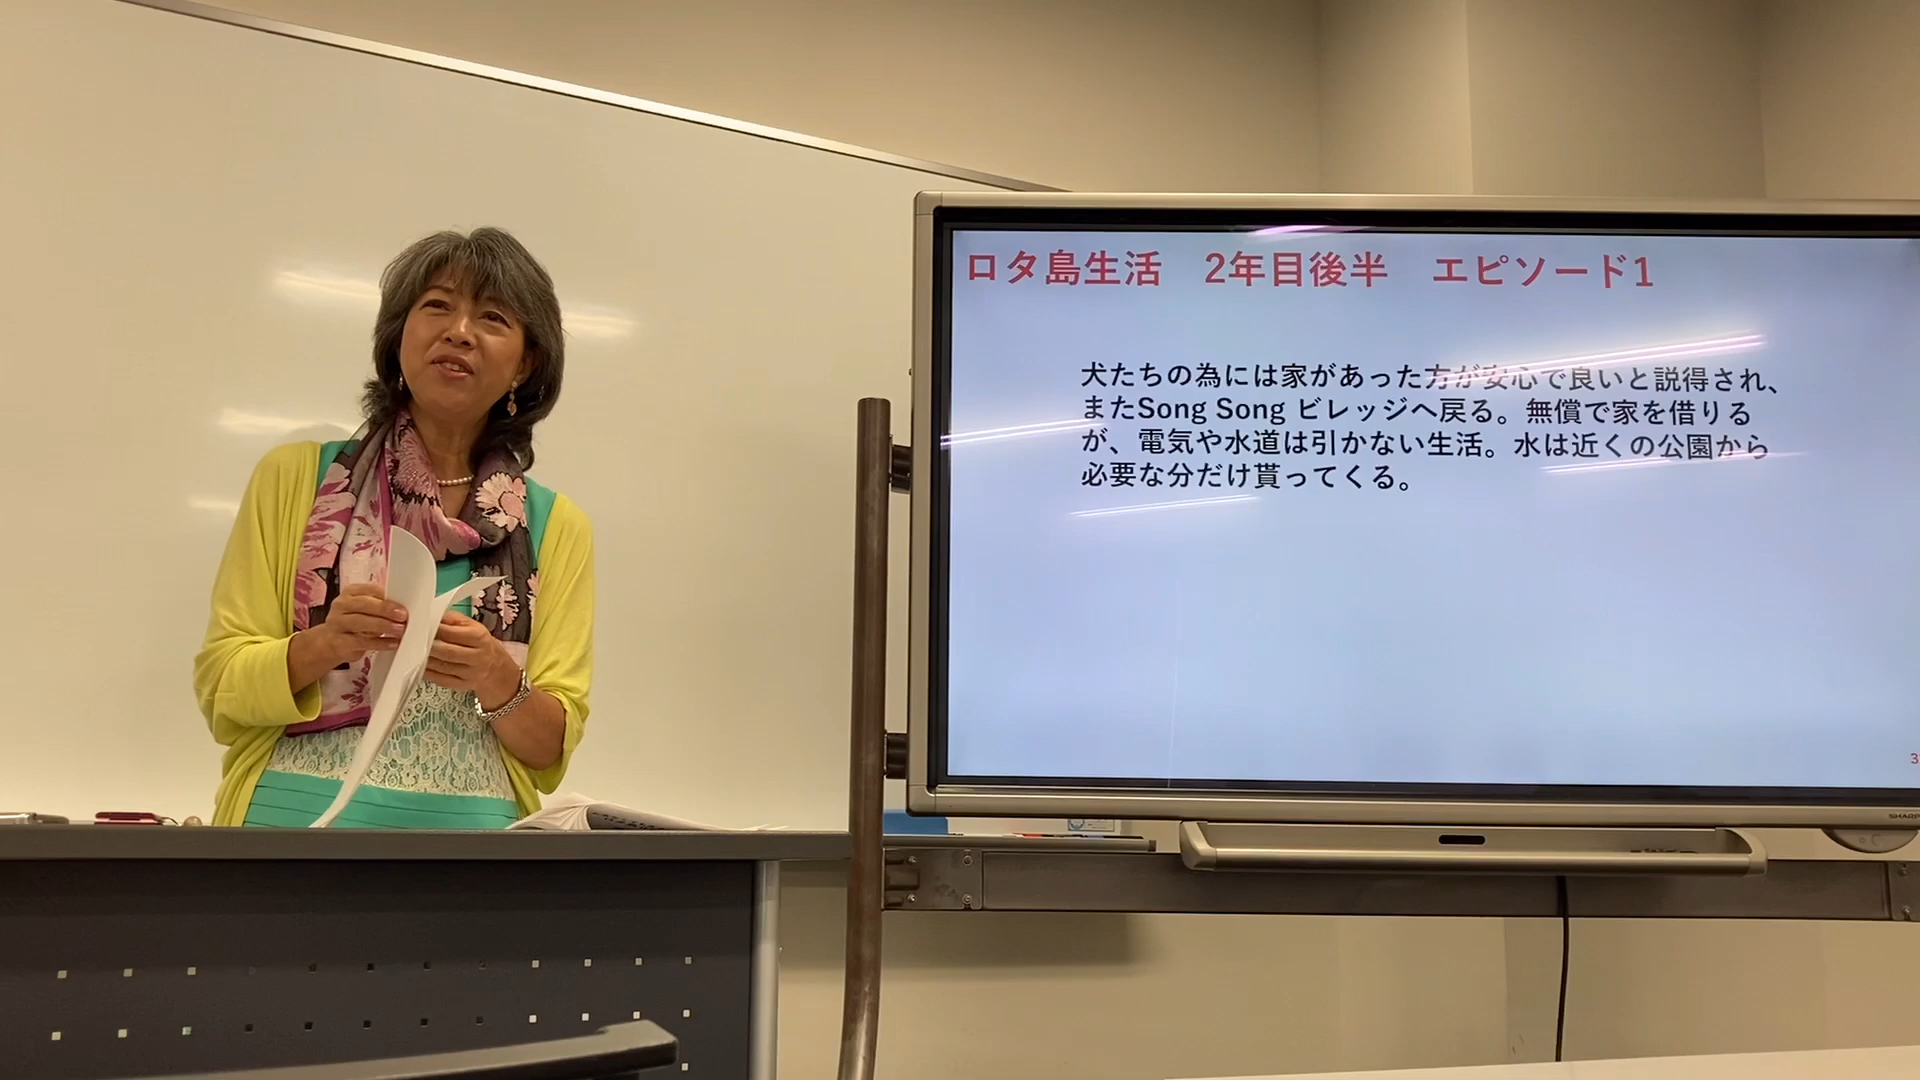 ロタ島生活　2年目後半　エピソード1
犬たちの為には家があった方が安心で良いと説得され、
またSong Song ビレッジへ戻る。無償で家を借りる
が、電気や水道は引かない生活。水は近くの公園から
必要な分だけ貰ってくる。
SHARP